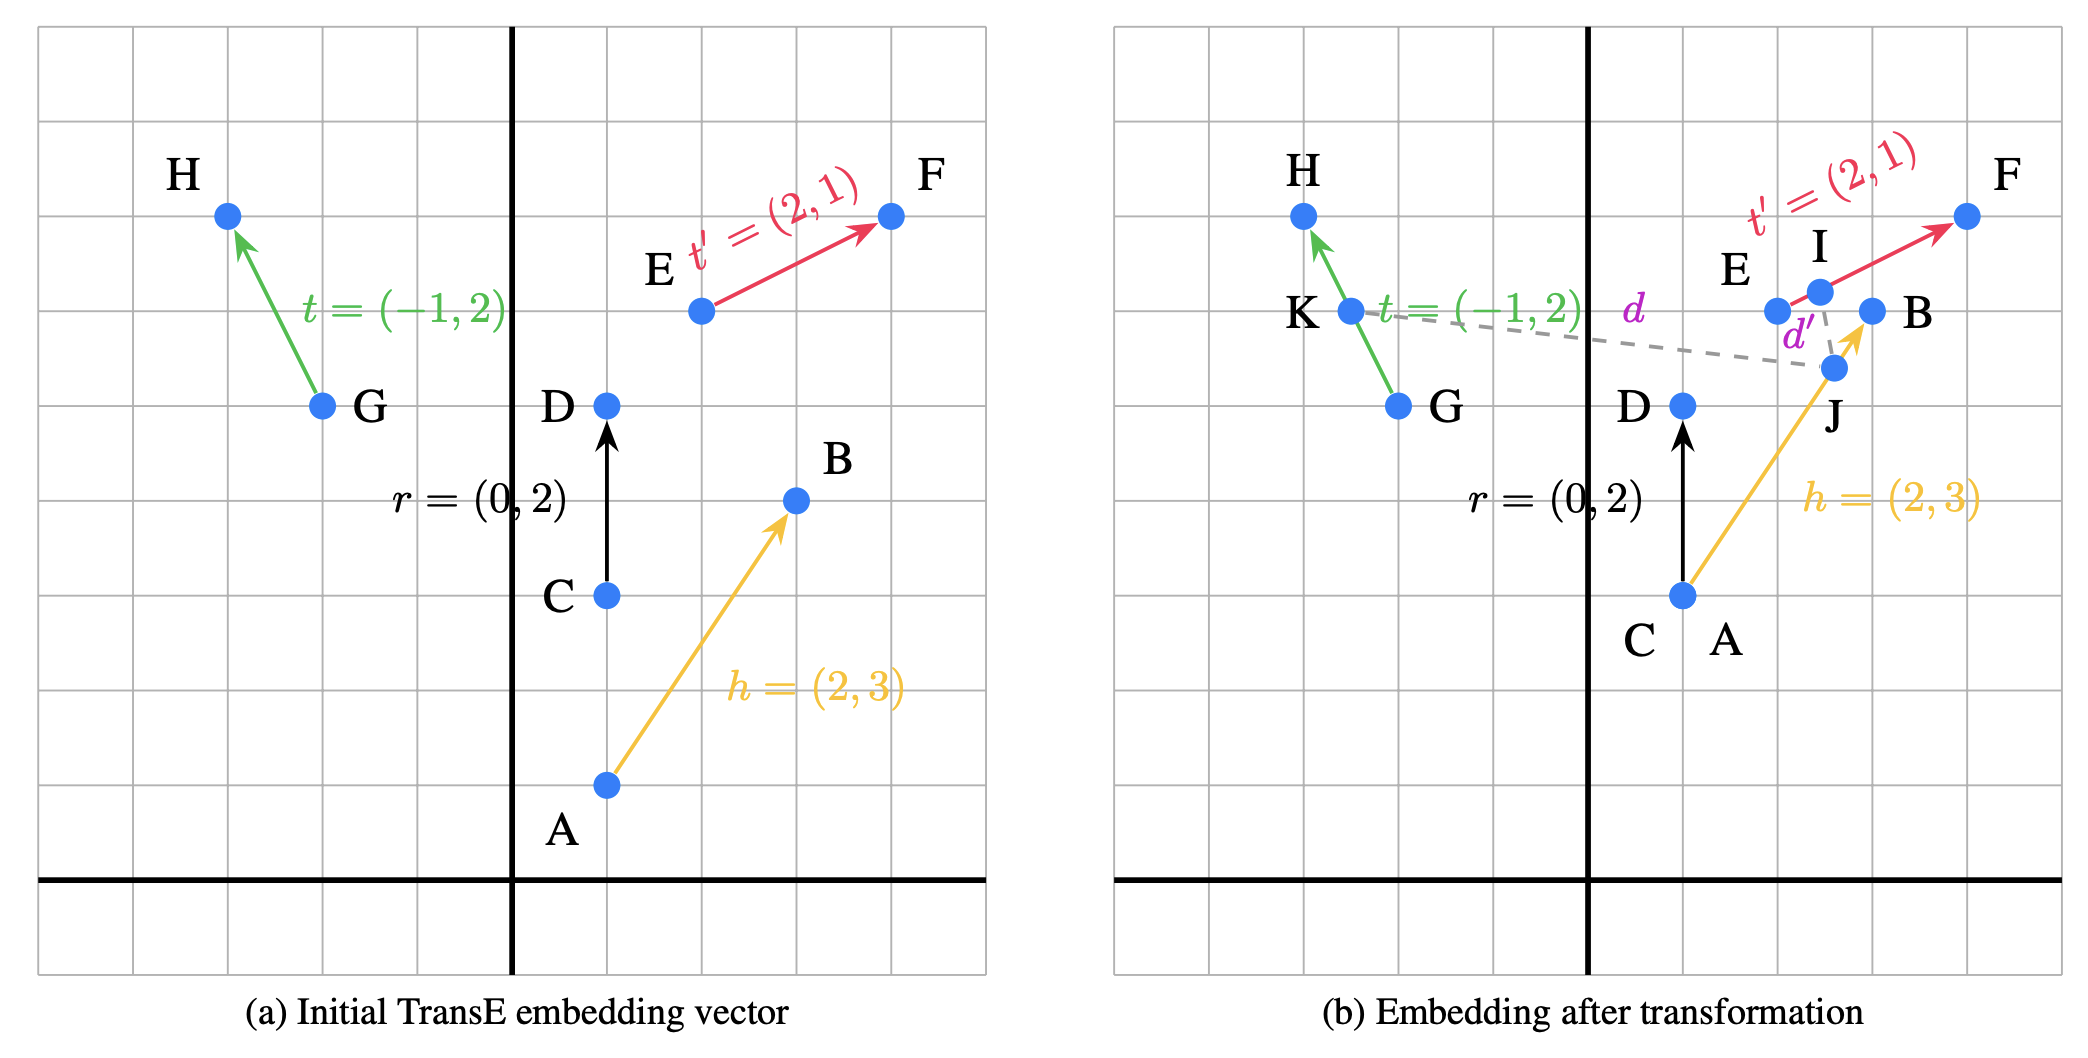 H
F
t′ = (2, 1)
E
t = (−1, 2)
G
D
B
r = (0, 2)
C
h = (2, 3)
A
(a) Initial TransE embedding vector
H
F
t′ = (2, 1)
I
E
K
t = (−1, 2)
d
B
d′
G
D
J
r = (0, 2)
h = (2, 3)
C
A
(b) Embedding after transformation